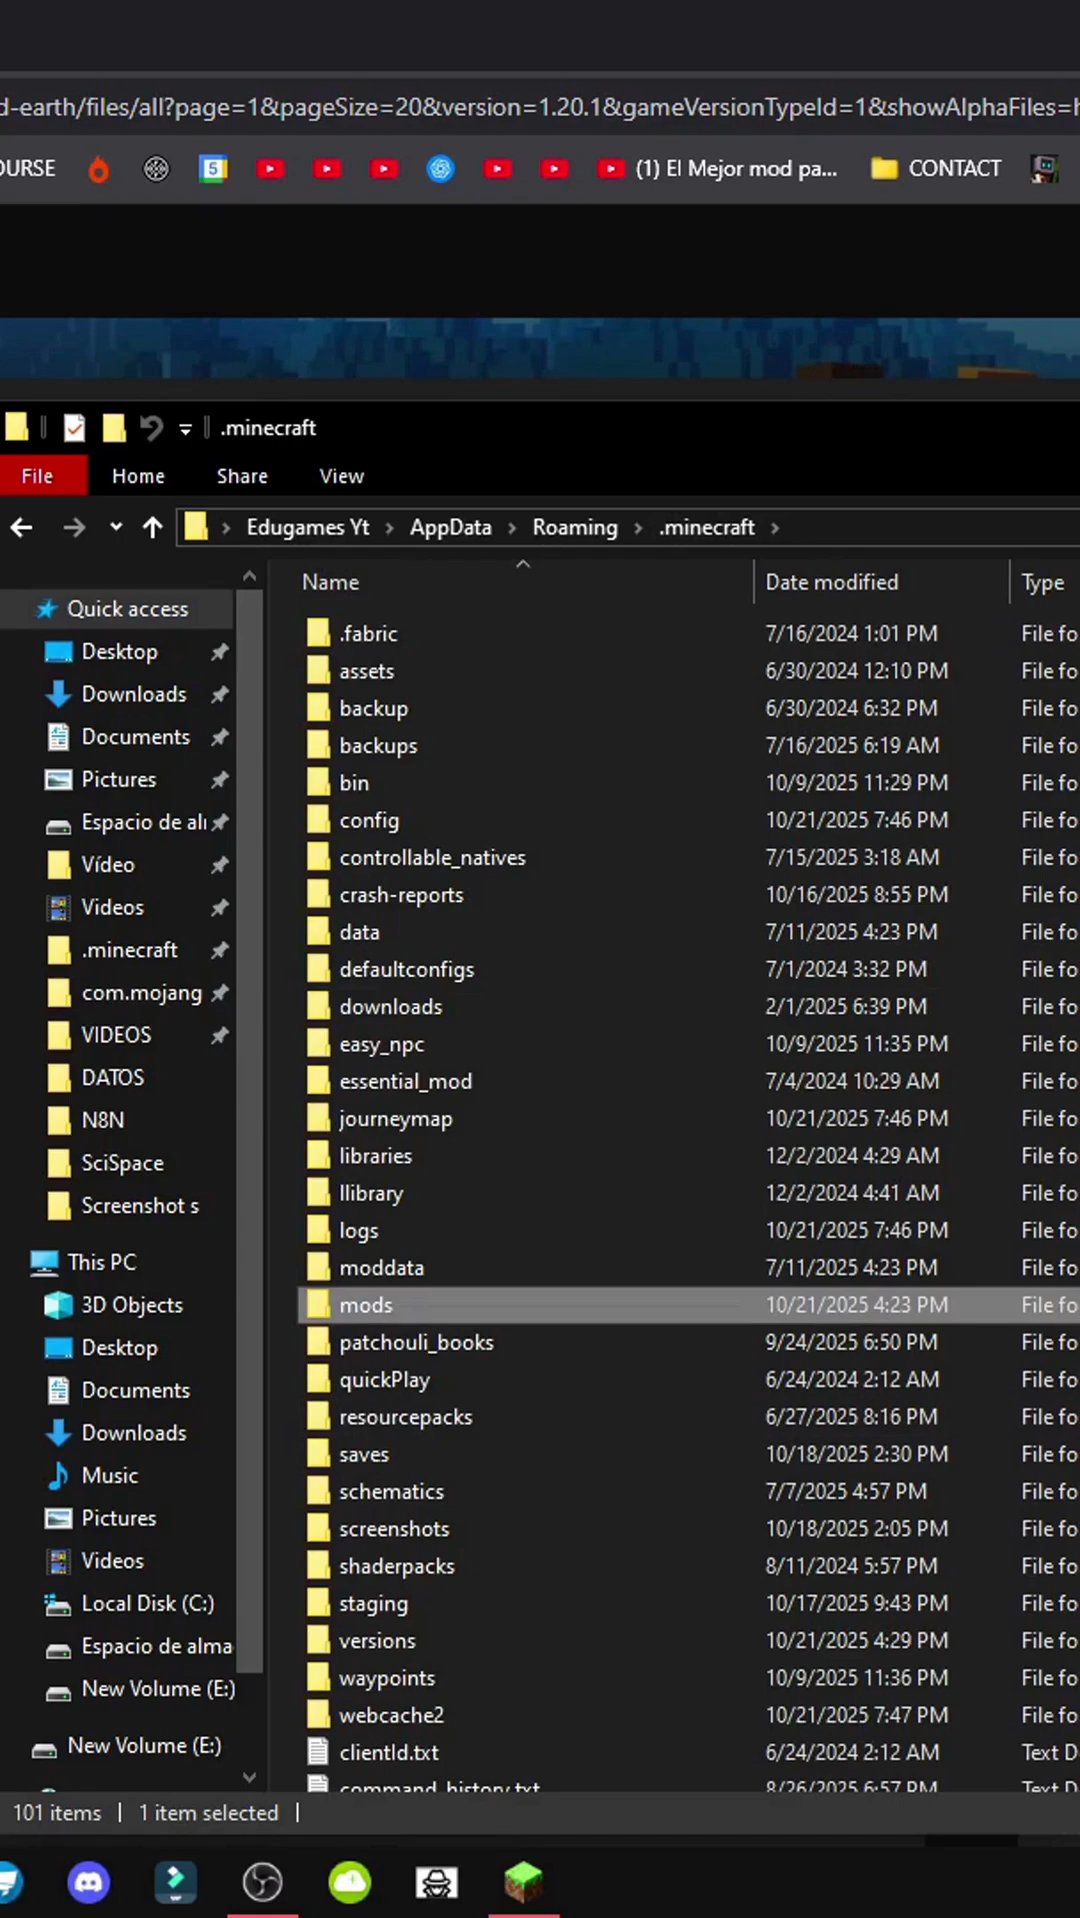 d-earth/files/all?page=1&pageSize=20&version=1.20.1&gameVersionTypeId=1&showAlphaFiles=
OURSE 5 (1) El Mejor mod pa... CONTACT
.minecraft
File Home Share View
Edugames Yt > AppData > Roaming > .minecraft >
Name Date modified Type
Quick access
Desktop
Downloads
Documents
Pictures
Espacio de al
Vídeo
Videos
.minecraft
com.mojang
VIDEOS
DATOS
N8N
SciSpace
Screenshot s
This PC
3D Objects
Desktop
Documents
Downloads
Music
Pictures
Videos
Local Disk (C:)
Espacio de alma
New Volume (E:)
New Volume (E:)
.fabric 7/16/2024 1:01 PM File fo
assets 6/30/2024 12:10 PM File fo
backup 6/30/2024 6:32 PM File fo
backups 7/16/2025 6:19 AM File fo
bin 10/9/2025 11:29 PM File fo
config 10/21/2025 7:46 PM File fo
controllable_natives 7/15/2025 3:18 AM File fo
crash-reports 10/16/2025 8:55 PM File fo
data 7/11/2025 4:23 PM File fo
defaultconfigs 7/1/2024 3:32 PM File fo
downloads 2/1/2025 6:39 PM File fo
easy_npc 10/9/2025 11:35 PM File fo
essential_mod 7/4/2024 10:29 AM File fo
journeymap 10/21/2025 7:46 PM File fo
libraries 12/2/2024 4:29 AM File fo
llibrary 12/2/2024 4:41 AM File fo
logs 10/21/2025 7:46 PM File fo
moddata 7/11/2025 4:23 PM File fo
mods 10/21/2025 4:23 PM File fo
patchouli_books 9/24/2025 6:50 PM File fo
quickPlay 6/24/2024 2:12 AM File fo
resourcepacks 6/27/2025 8:16 PM File fo
saves 10/18/2025 2:30 PM File fo
schematics 7/7/2025 4:57 PM File fo
screenshots 10/18/2025 2:05 PM File fo
shaderpacks 8/11/2024 5:57 PM File fo
staging 10/17/2025 9:43 PM File fo
versions 10/21/2025 4:29 PM File fo
waypoints 10/9/2025 11:36 PM File fo
webcache2 10/21/2025 7:47 PM File fo
clientId.txt 6/24/2024 2:12 AM Text D
command_history.txt 8/26/2025 6:57 PM Text D
101 items | 1 item selected |